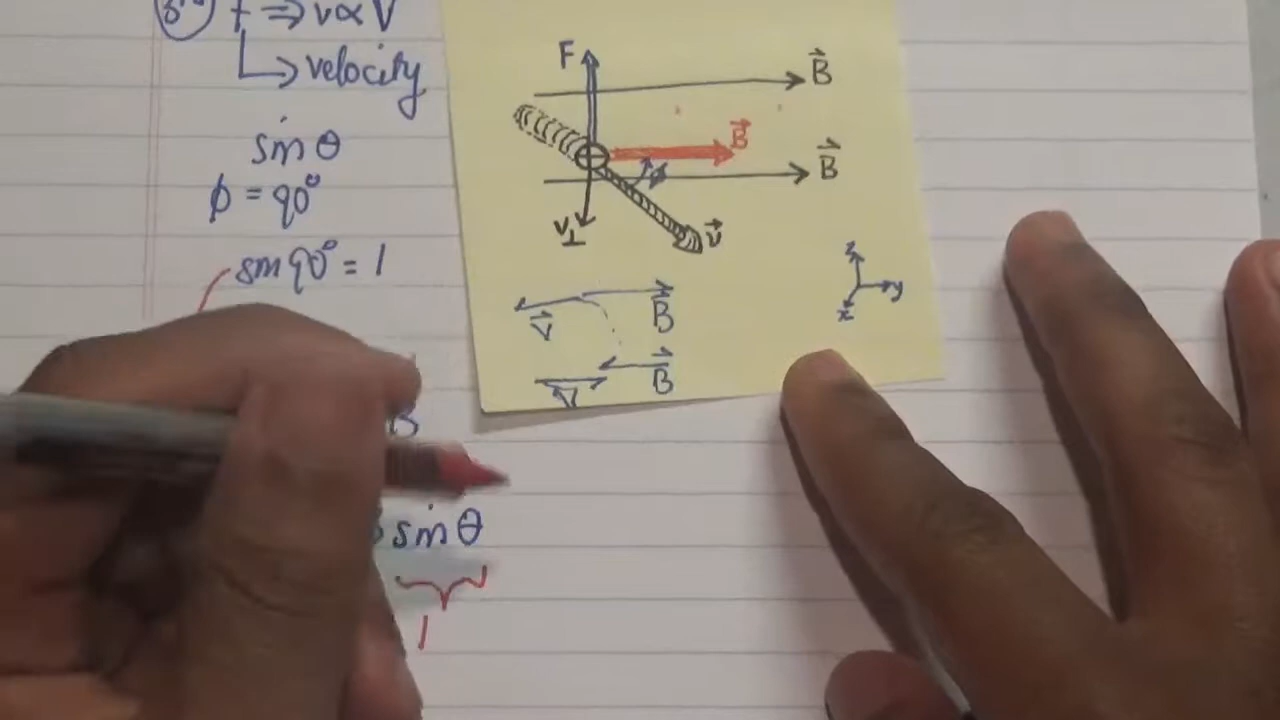 f ⇒ v ∝ V
↳ velocity
sin θ
ϕ = 90°
sin 90° = 1
B
sin θ
1
F
B⃗
B⃗
B⃗
ϕ
V⊥
v⃗
z
y
x
V⃗
B⃗
V⃗
B⃗